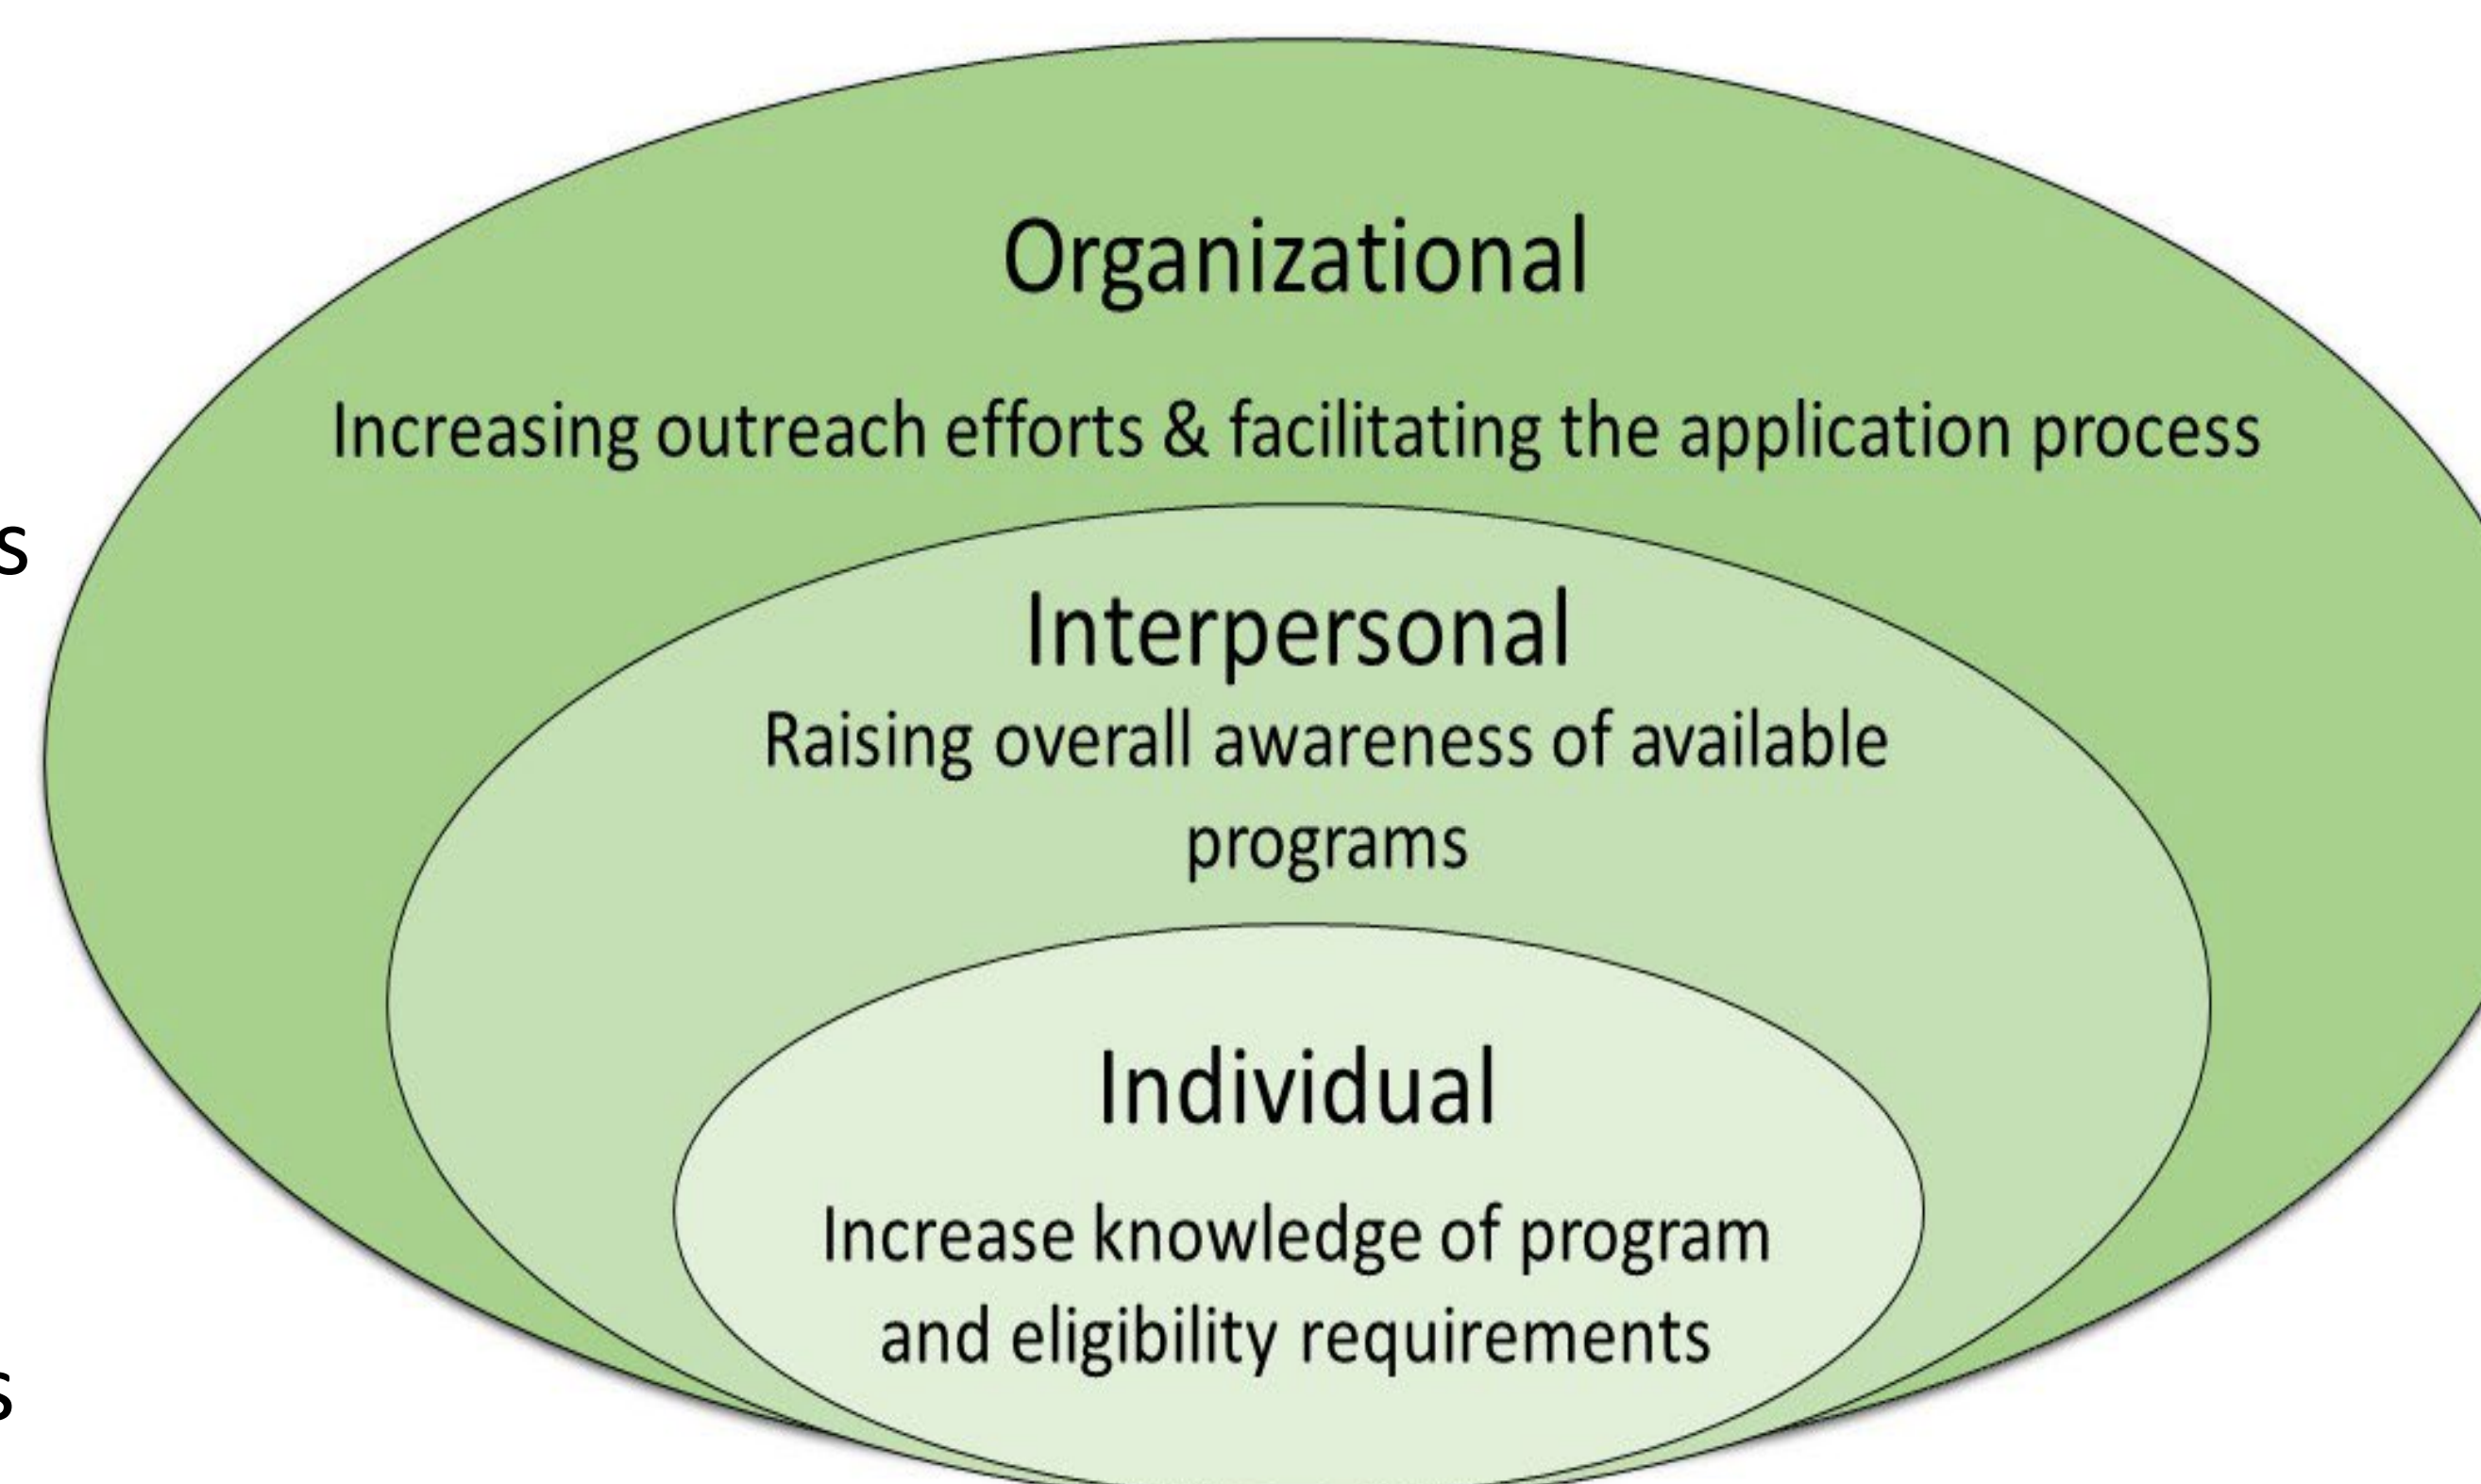 Organizational
Increasing outreach efforts & facilitating the application process
s
Interpersonal
Raising overall awareness of available
programs
Individual
Increase knowledge of program
and eligibility requirements
s